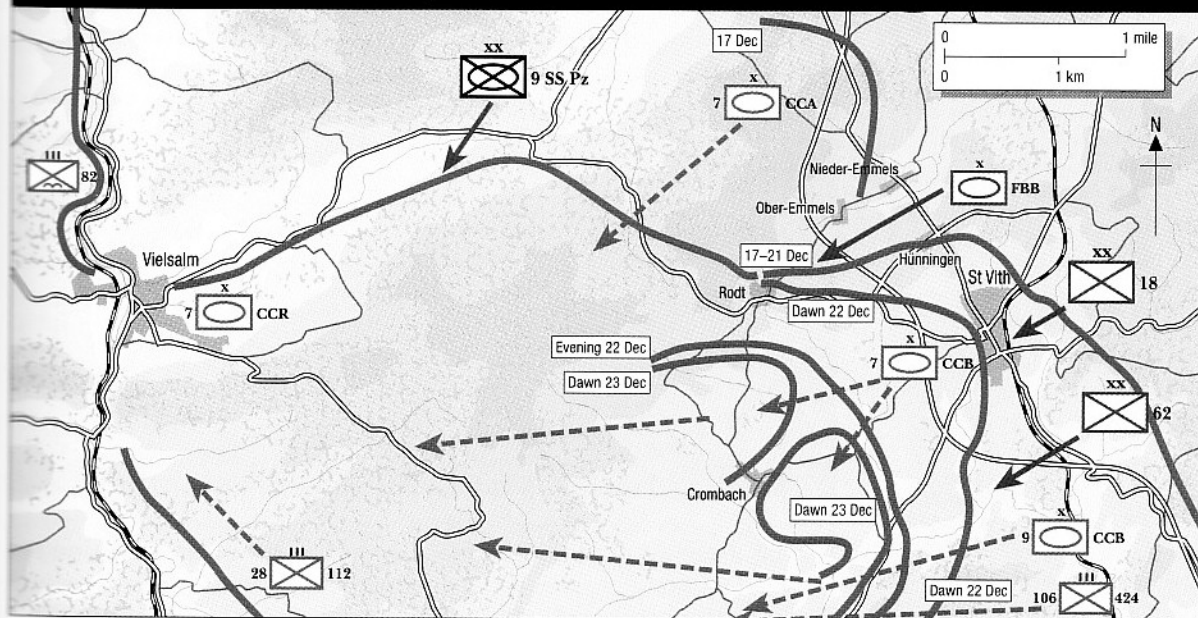 17 Dec
0 1 mile
0 1 km
xx
9 SS Pz
x
7 CCA
N
III
82
Nieder-Emmels
x
FBB
Ober-Emmels
Vielsalm
17–21 Dec
Hünningen
xx
18
St Vith
Rodt
x
7 CCR
Dawn 22 Dec
Evening 22 Dec
x
7 CCB
Dawn 23 Dec
xx
62
Crombach
Dawn 23 Dec
x
9 CCB
III
28 112
Dawn 22 Dec
III
106 424